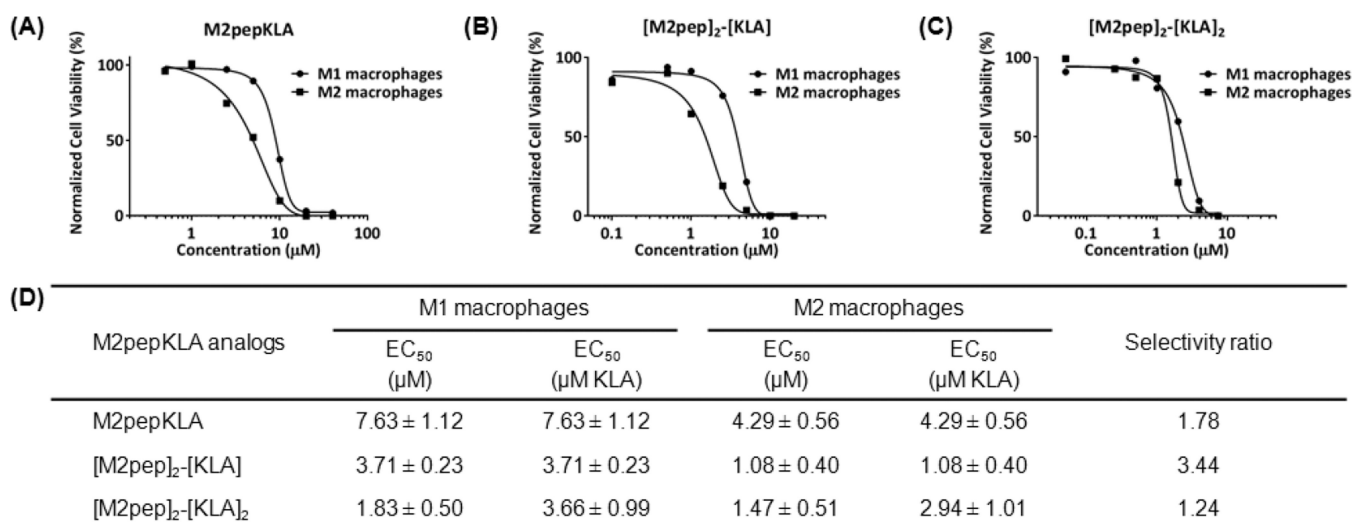 (A)
M2pepKLA
Normalized Cell Viability (%)
100
50
0
1
10
100
Concentration (μM)
M1 macrophages
M2 macrophages
(B)
[M2pep]₂-[KLA]
Normalized Cell Viability (%)
100
50
0
0.1
1
10
Concentration (μM)
M1 macrophages
M2 macrophages
(C)
[M2pep]₂-[KLA]₂
Normalized Cell Viability (%)
100
50
0
0.1
1
10
Concentration (μM)
M1 macrophages
M2 macrophages
(D)
M2pepKLA analogs M1 macrophages M2 macrophages Selectivity ratio
EC₅₀ EC₅₀ EC₅₀ EC₅₀
(μM) (μM KLA) (μM) (μM KLA)
M2pepKLA 7.63 ± 1.12 7.63 ± 1.12 4.29 ± 0.56 4.29 ± 0.56 1.78
[M2pep]₂-[KLA] 3.71 ± 0.23 3.71 ± 0.23 1.08 ± 0.40 1.08 ± 0.40 3.44
[M2pep]₂-[KLA]₂ 1.83 ± 0.50 3.66 ± 0.99 1.47 ± 0.51 2.94 ± 1.01 1.24